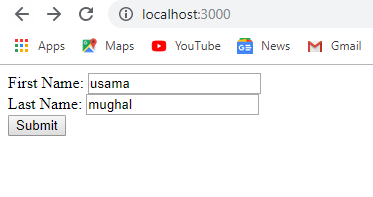 localhost:3000
Apps Maps YouTube News Gmail
First Name: usama
Last Name: mughal
Submit